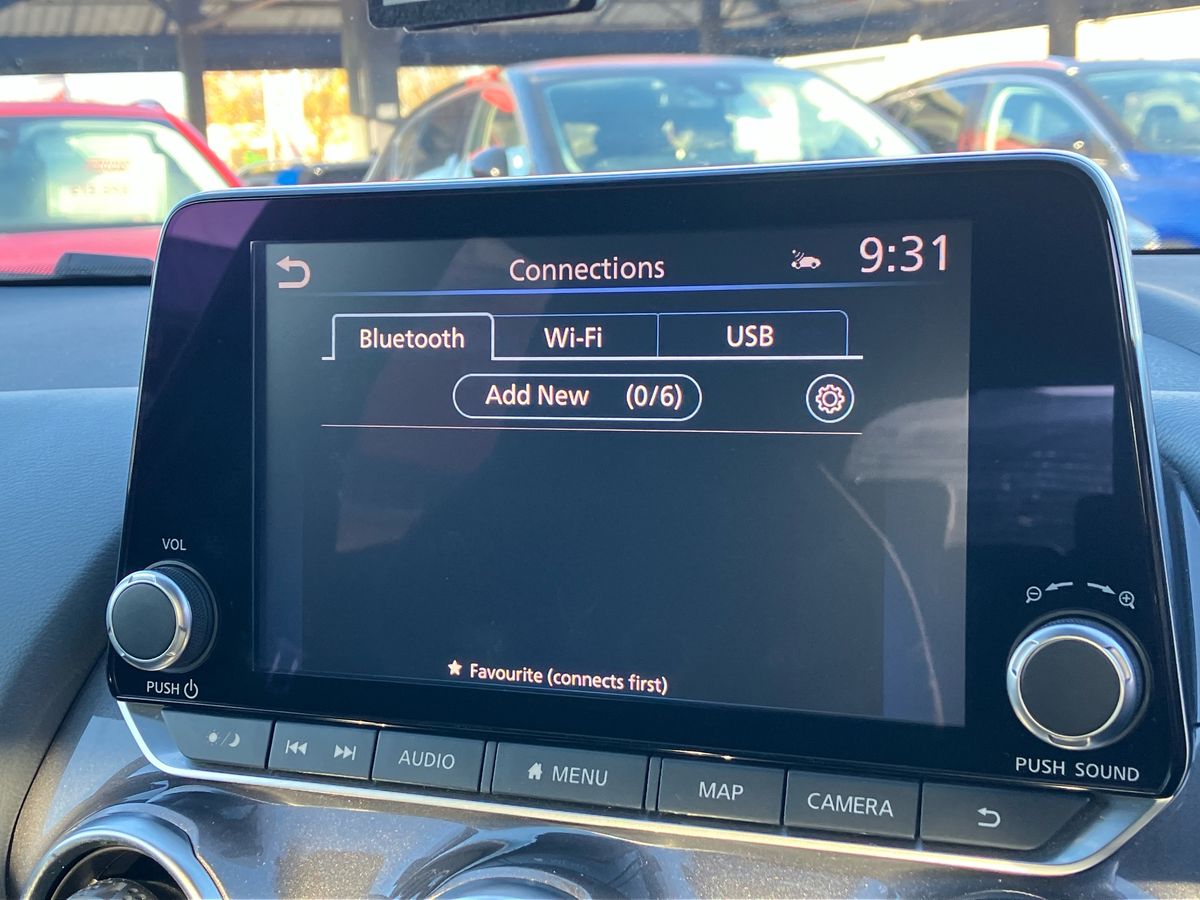 Connections 9:31
Bluetooth Wi-Fi USB
Add New (0/6)
★ Favourite (connects first)
VOL
PUSH
PUSH SOUND
AUDIO MENU MAP CAMERA